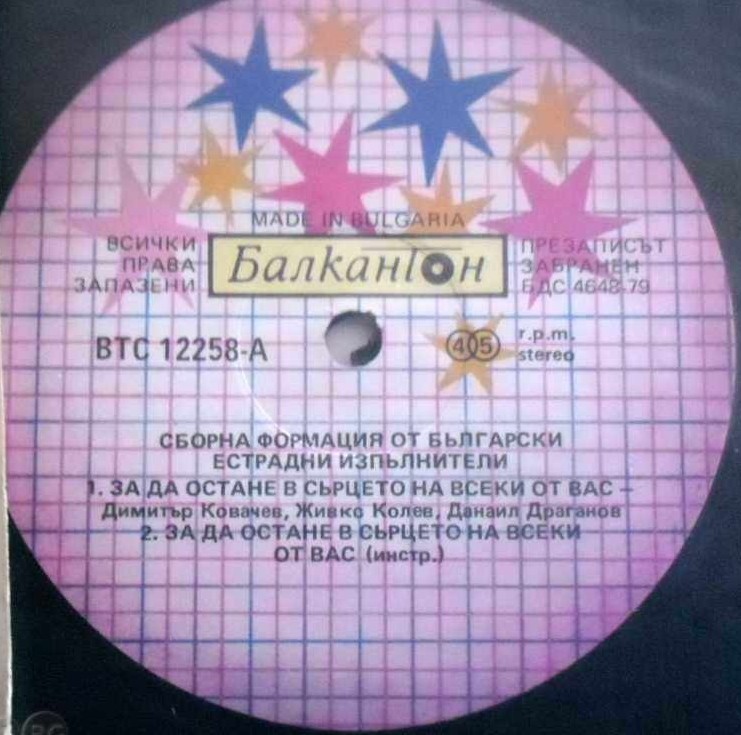 MADE IN BULGARIA
ВСИЧКИ
ПРАВА
ЗАПАЗЕНИ
Балкантон
ПРЕЗАПИСЪТ
ЗАБРАНЕН
БДС 4648-79
ВТС 12258-А
45
r.p.m.
stereo
СБОРНА ФОРМАЦИЯ ОТ БЪЛГАРСКИ
ЕСТРАДНИ ИЗПЪЛНИТЕЛИ
1. ЗА ДА ОСТАНЕ В СЪРЦЕТО НА ВСЕКИ ОТ ВАС –
Димитър Ковачев, Живко Колев, Данаил Драганов
2. ЗА ДА ОСТАНЕ В СЪРЦЕТО НА ВСЕКИ
ОТ ВАС (инстр.)
BG